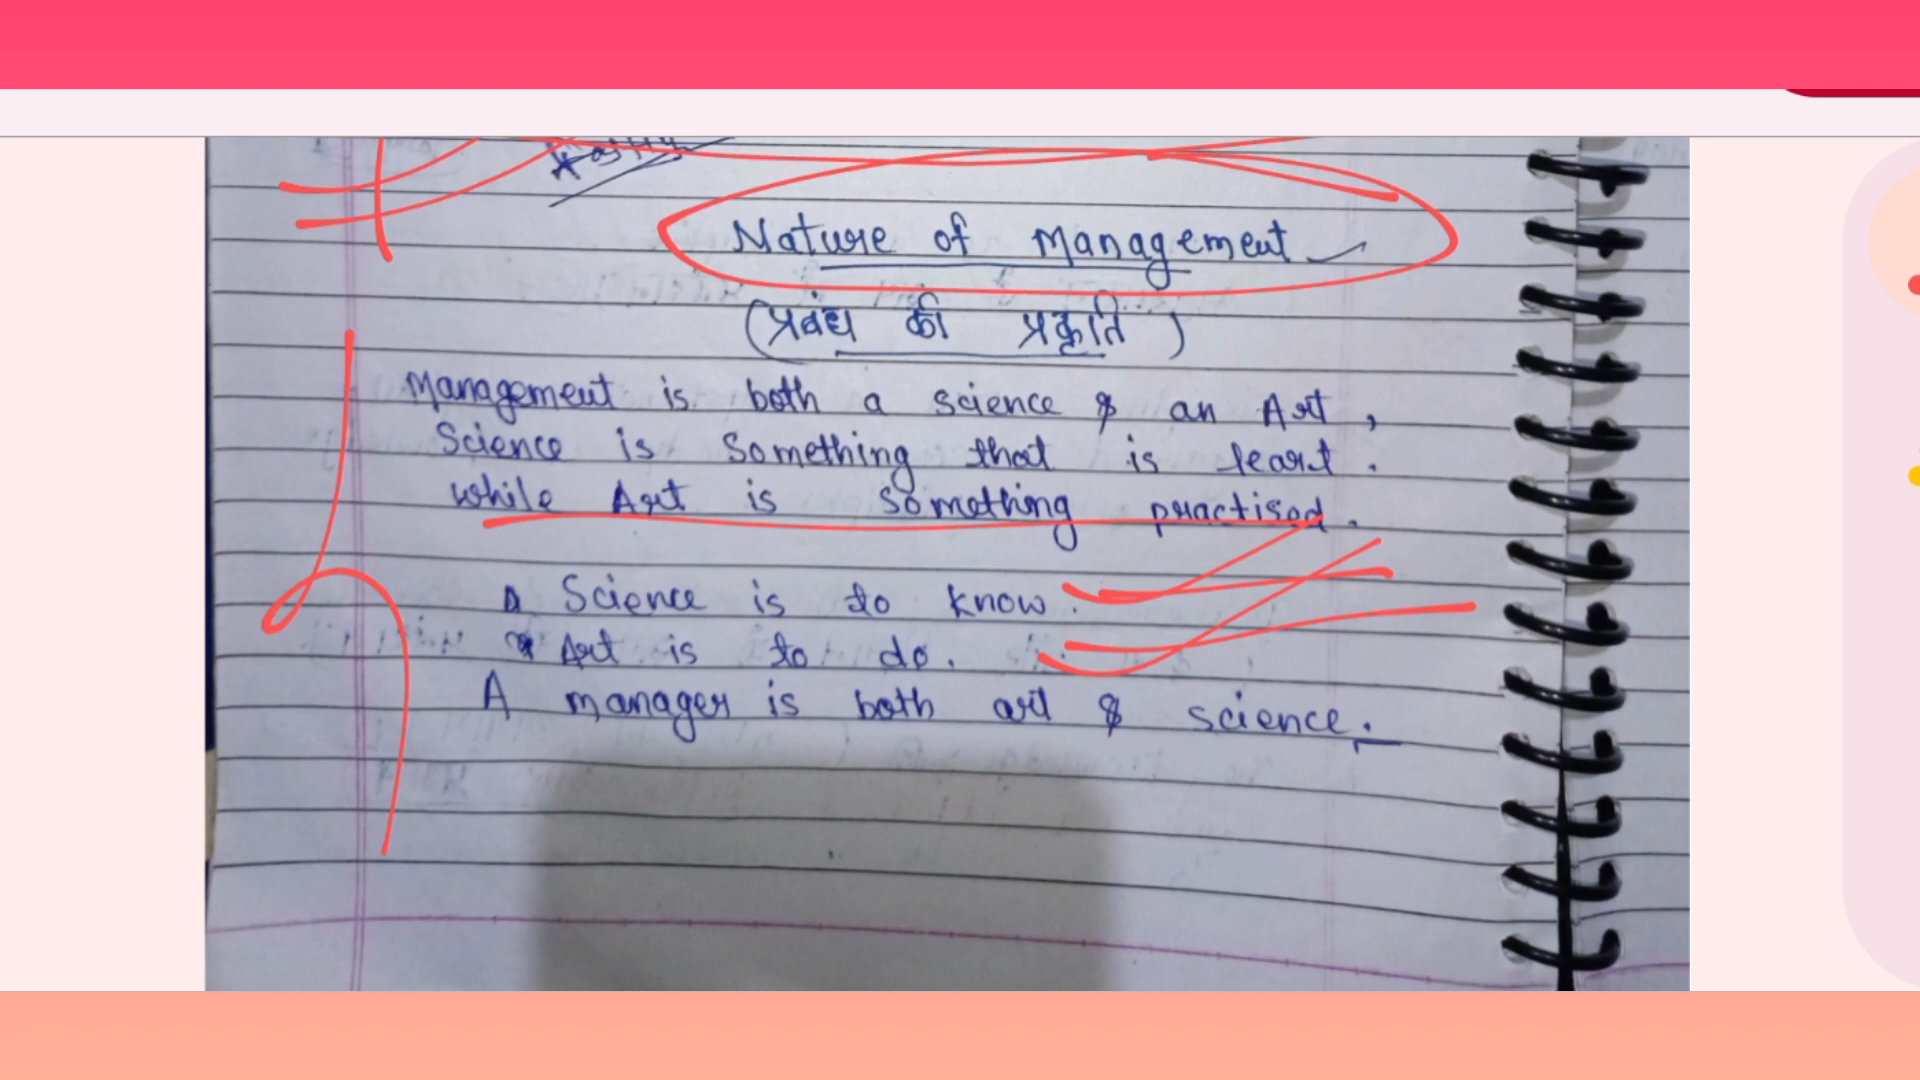 Nature of Management
(प्रबंध की प्रकृति)
Management is both a science & an Art,
Science is Something that is leart.
while Art is Something practised.
Science is to know.
Art is to do.
A manager is both art & science.